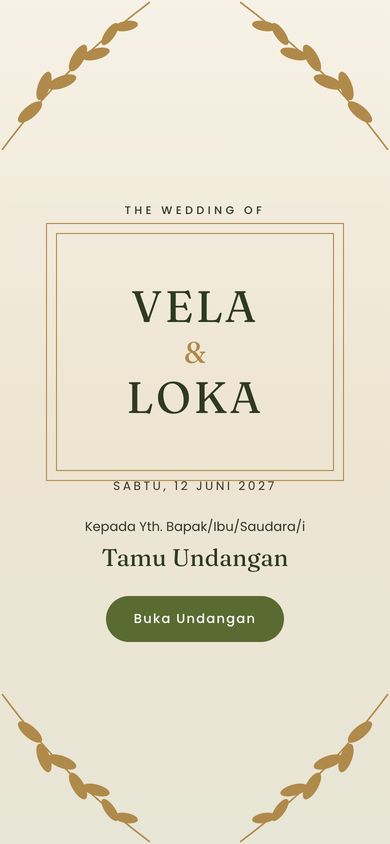 THE WEDDING OF
VELA
&
LOKA
SABTU, 12 JUNI 2027
Kepada Yth. Bapak/Ibu/Saudara/i
Tamu Undangan
Buka Undangan